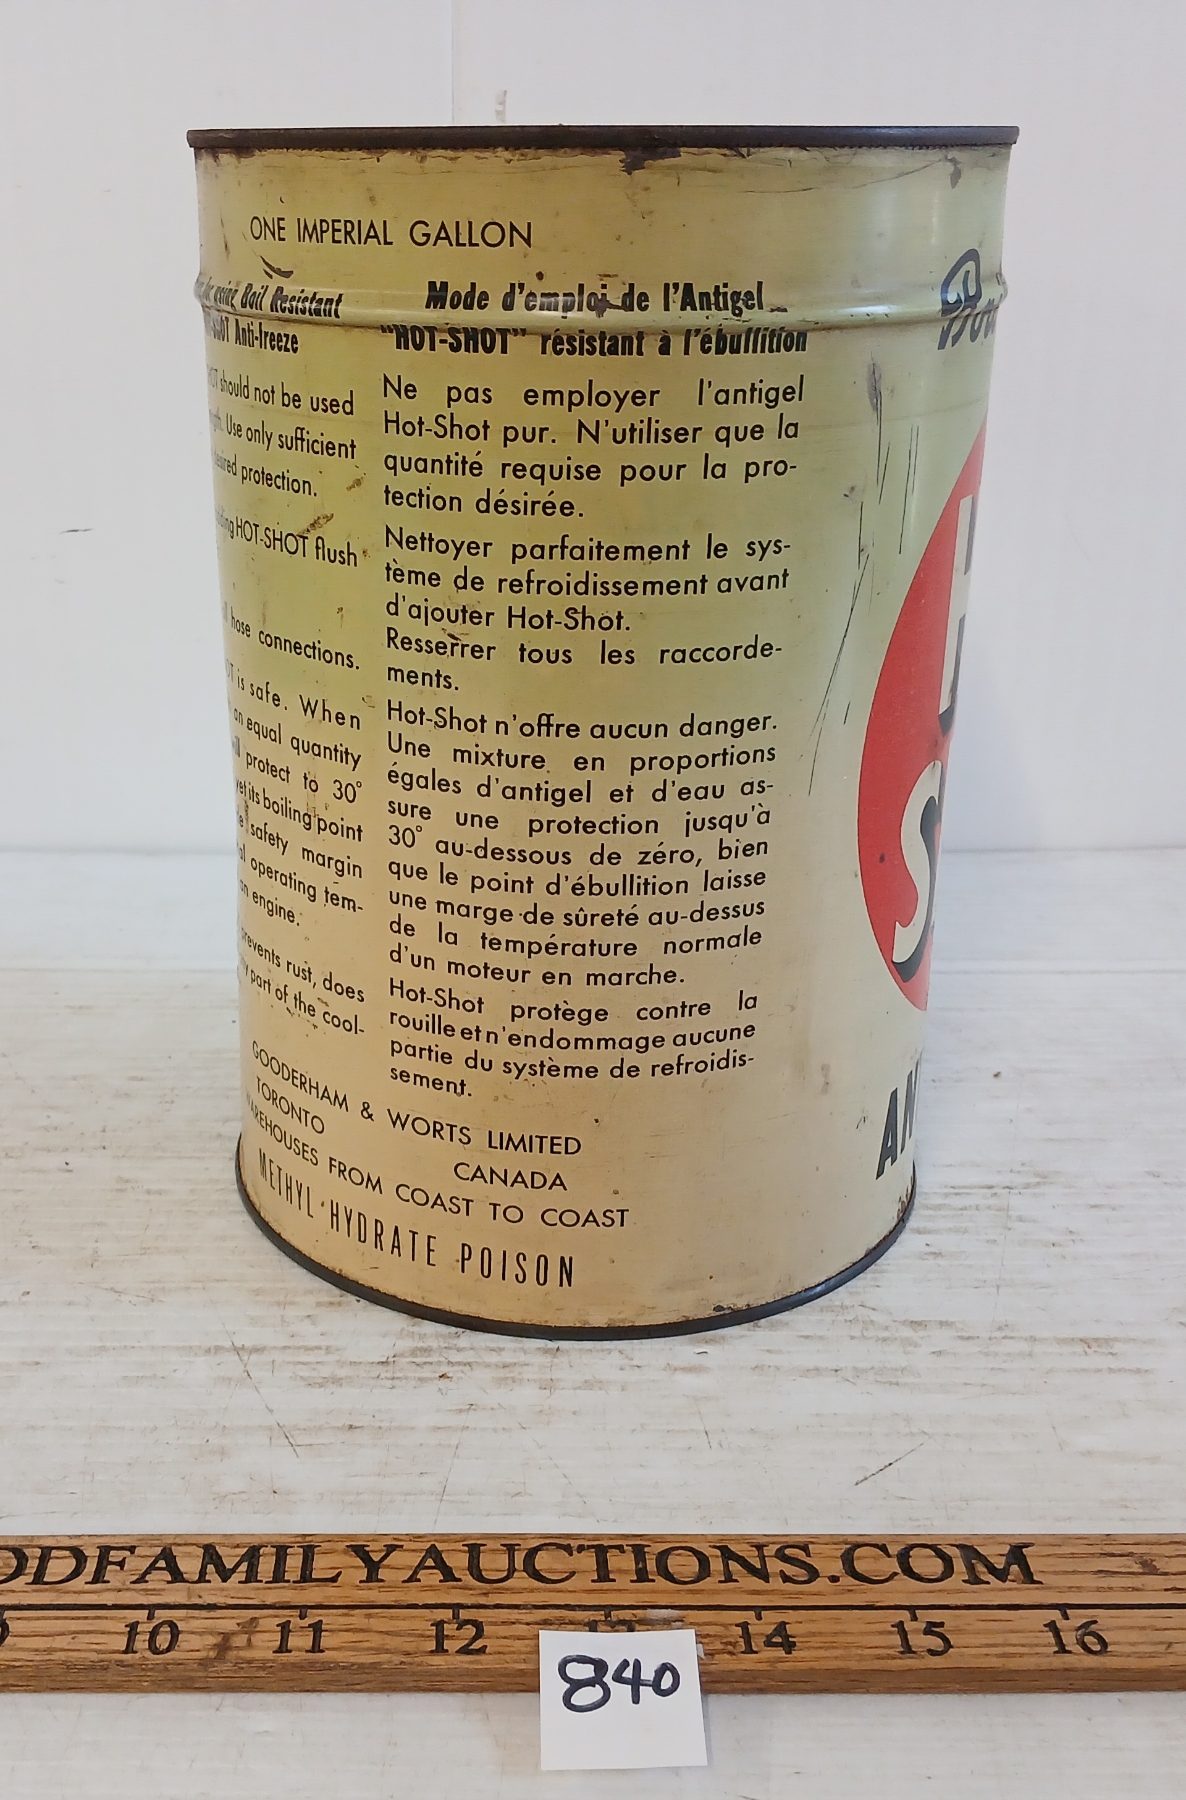 ONE IMPERIAL GALLON
using Boil Resistant
Anti-freeze
should not be used
Use only sufficient
desired protection.
HOT-SHOT flush
hose connections.
is safe. When
an equal quantity
protect to 30°
yet its boiling point
safety margin
operating tem-
an engine.
prevents rust, does
part of the cool-
Mode d'emploi de l'Antigel
"HOT-SHOT" résistant à l'ébullition
Ne pas employer l'antigel
Hot-Shot pur. N'utiliser que la
quantité requise pour la pro-
tection désirée.
Nettoyer parfaitement le sys-
tème de refroidissement avant
d'ajouter Hot-Shot.
Resserrer tous les raccorde-
ments.
Hot-Shot n'offre aucun danger.
Une mixture en proportions
égales d'antigel et d'eau as-
sure une protection jusqu'à
30° au-dessous de zéro, bien
que le point d'ébullition laisse
une marge de sûreté au-dessus
de la température normale
d'un moteur en marche.
Hot-Shot protège contre la
rouille et n'endommage aucune
partie du système de refroidis-
sement.
GOODERHAM & WORTS LIMITED
TORONTO CANADA
WAREHOUSES FROM COAST TO COAST
METHYL HYDRATE POISON
ODFAMILYAUCTIONS.COM
10 11 12 13 14 15 16
840